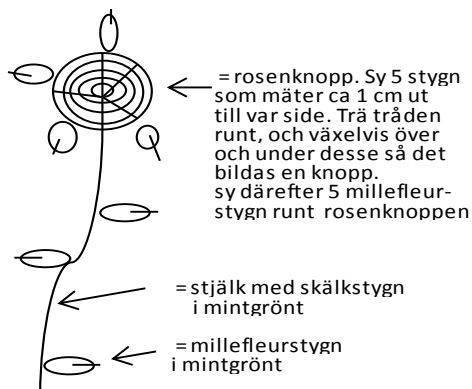 = rosenknopp. Sy 5 stygn
som mäter ca 1 cm ut
till var side. Trä tråden
runt, och växelvis över
och under desse så det
bildas en knopp.
sy därefter 5 millefleur-
stygn runt rosenknoppen
= stjälk med skälkstygn
i mintgrönt
= millefleurstygn
i mintgrönt